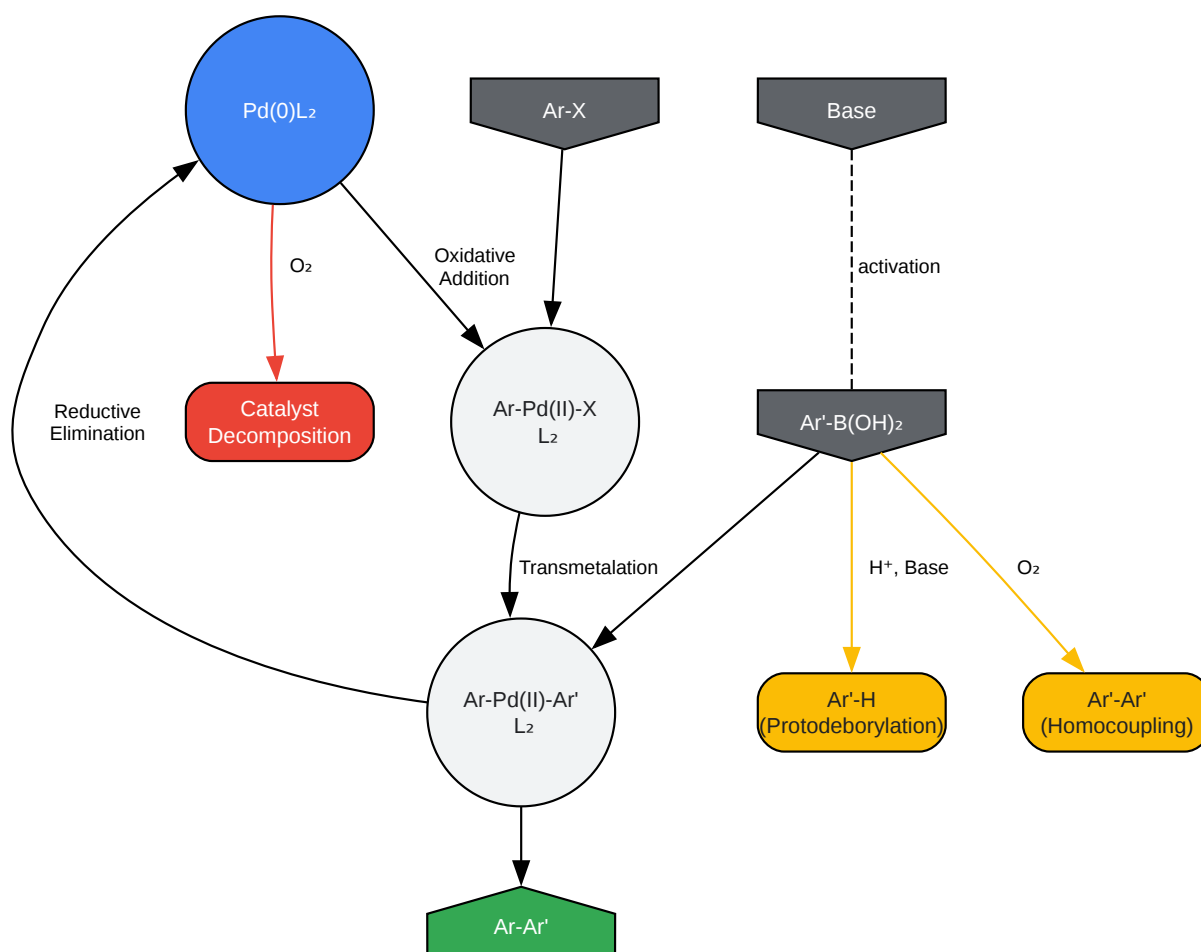 Pd(0)L₂
Ar-X
Base
Oxidative
Addition
O₂
activation
Reductive
Elimination
Catalyst
Decomposition
Ar-Pd(II)-X
L₂
Ar'-B(OH)₂
Transmetalation
H⁺, Base
O₂
Ar-Pd(II)-Ar'
L₂
Ar'-H
(Protodeborylation)
Ar'-Ar'
(Homocoupling)
Ar-Ar'